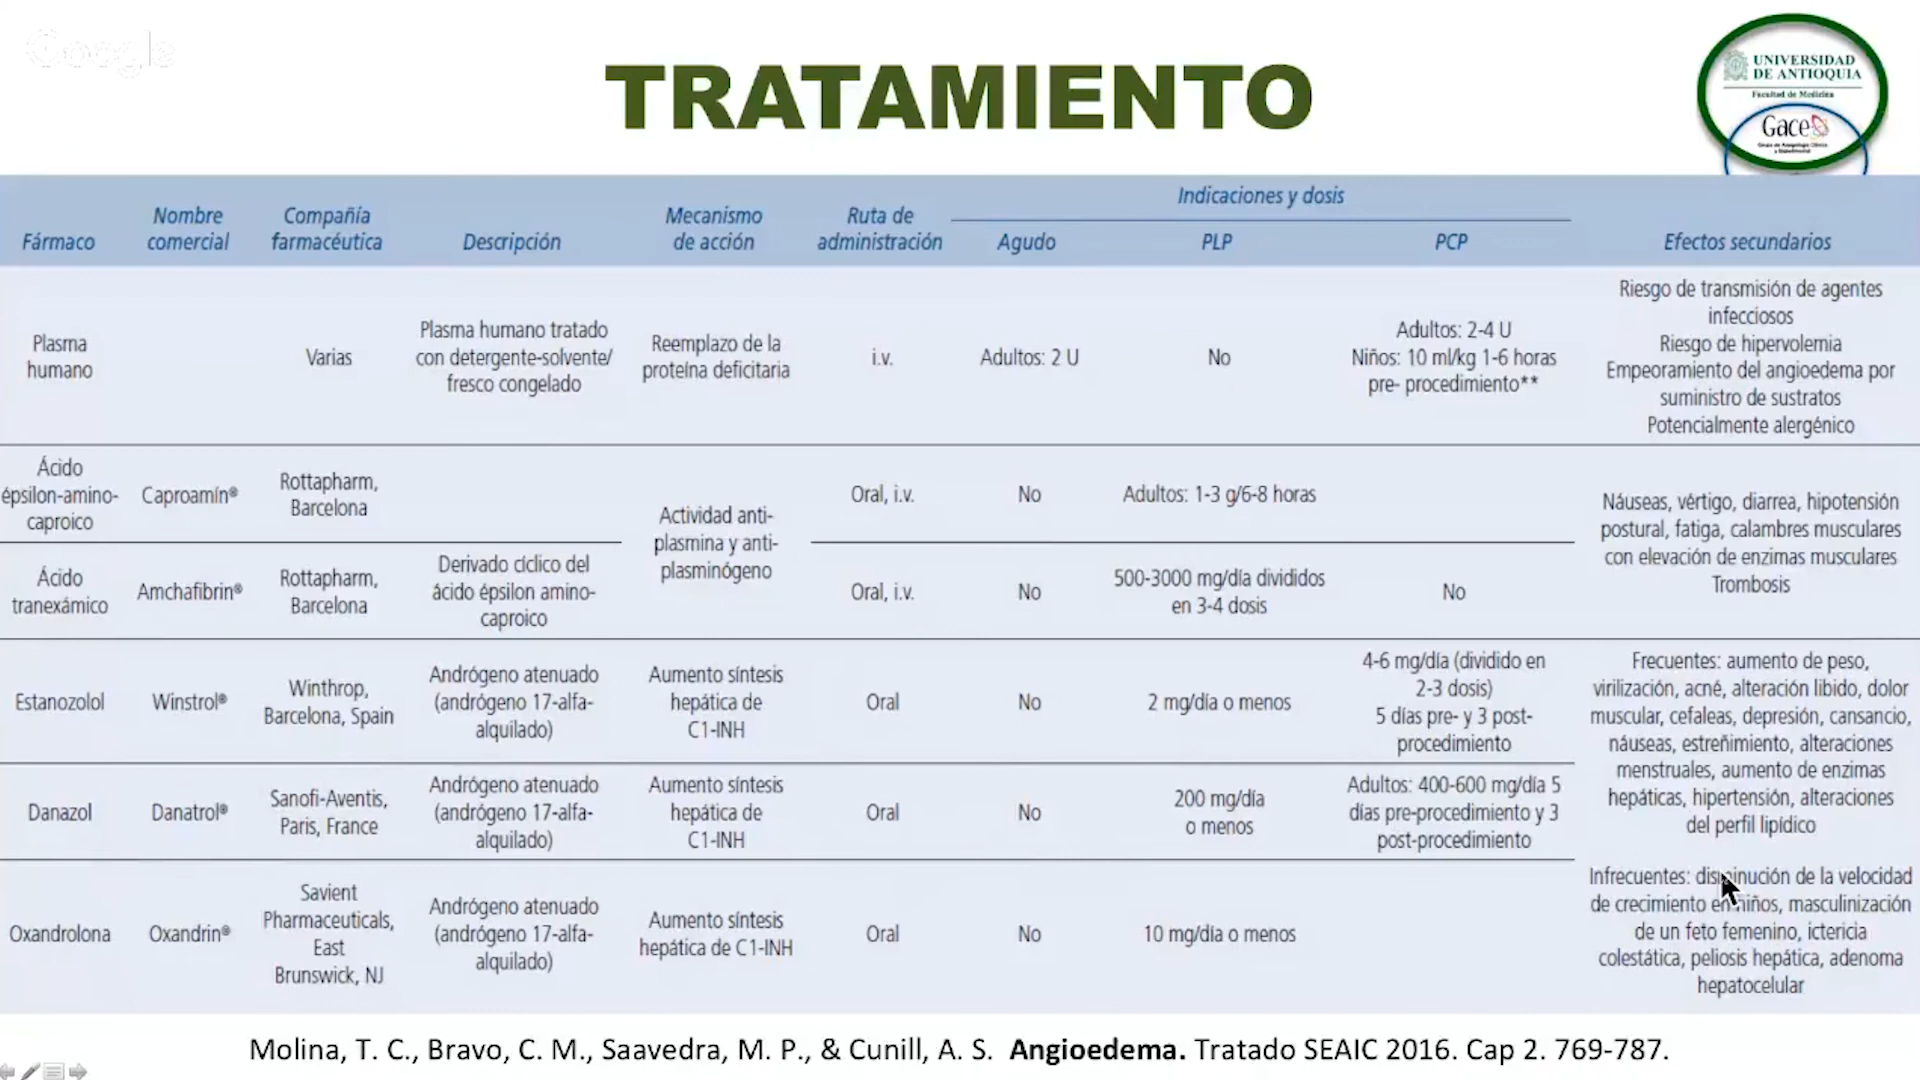 Google
TRATAMIENTO
UNIVERSIDAD
DE ANTIOQUIA
Facultad de Medicina
Gace
Grupo de Alergología Clínica
y Experimental
Indicaciones y dosis
Fármaco
Nombre
comercial
Compañía
farmacéutica
Descripción
Mecanismo
de acción
Ruta de
administración
Agudo
PLP
PCP
Efectos secundarios
Plasma
humano
Varias
Plasma humano tratado
con detergente-solvente/
fresco congelado
Reemplazo de la
proteína deficitaria
i.v.
Adultos: 2 U
No
Adultos: 2-4 U
Niños: 10 ml/kg 1-6 horas
pre- procedimiento**
Riesgo de transmisión de agentes
infecciosos
Riesgo de hipervolemia
Empeoramiento del angioedema por
suministro de sustratos
Potencialmente alergénico
Ácido
épsilon-amino-
caproico
Caproamín®
Rottapharm,
Barcelona
Actividad anti-
plasmina y anti-
plasminógeno
Oral, i.v.
No
Adultos: 1-3 g/6-8 horas
Náuseas, vértigo, diarrea, hipotensión
postural, fatiga, calambres musculares
con elevación de enzimas musculares
Trombosis
Ácido
tranexámico
Amchafibrin®
Rottapharm,
Barcelona
Derivado cíclico del
ácido épsilon amino-
caproico
Oral, i.v.
No
500-3000 mg/día divididos
en 3-4 dosis
No
Estanozolol
Winstrol®
Winthrop,
Barcelona, Spain
Andrógeno atenuado
(andrógeno 17-alfa-
alquilado)
Aumento síntesis
hepática de
C1-INH
Oral
No
2 mg/día o menos
4-6 mg/día (dividido en
2-3 dosis)
5 días pre- y 3 post-
procedimiento
Frecuentes: aumento de peso,
virilización, acné, alteración libido, dolor
muscular, cefaleas, depresión, cansancio,
náuseas, estreñimiento, alteraciones
menstruales, aumento de enzimas
hepáticas, hipertensión, alteraciones
del perfil lipídico
Danazol
Danatrol®
Sanofi-Aventis,
Paris, France
Andrógeno atenuado
(andrógeno 17-alfa-
alquilado)
Aumento síntesis
hepática de
C1-INH
Oral
No
200 mg/día
o menos
Adultos: 400-600 mg/día 5
días pre-procedimiento y 3
post-procedimiento
Oxandrolona
Oxandrin®
Savient
Pharmaceuticals,
East
Brunswick, NJ
Andrógeno atenuado
(andrógeno 17-alfa-
alquilado)
Aumento síntesis
hepática de C1-INH
Oral
No
10 mg/día o menos
Infrecuentes: disminución de la velocidad
de crecimiento en niños, masculinización
de un feto femenino, ictericia
colestática, peliosis hepática, adenoma
hepatocelular
Molina, T. C., Bravo, C. M., Saavedra, M. P., & Cunill, A. S. Angioedema. Tratado SEAIC 2016. Cap 2. 769-787.